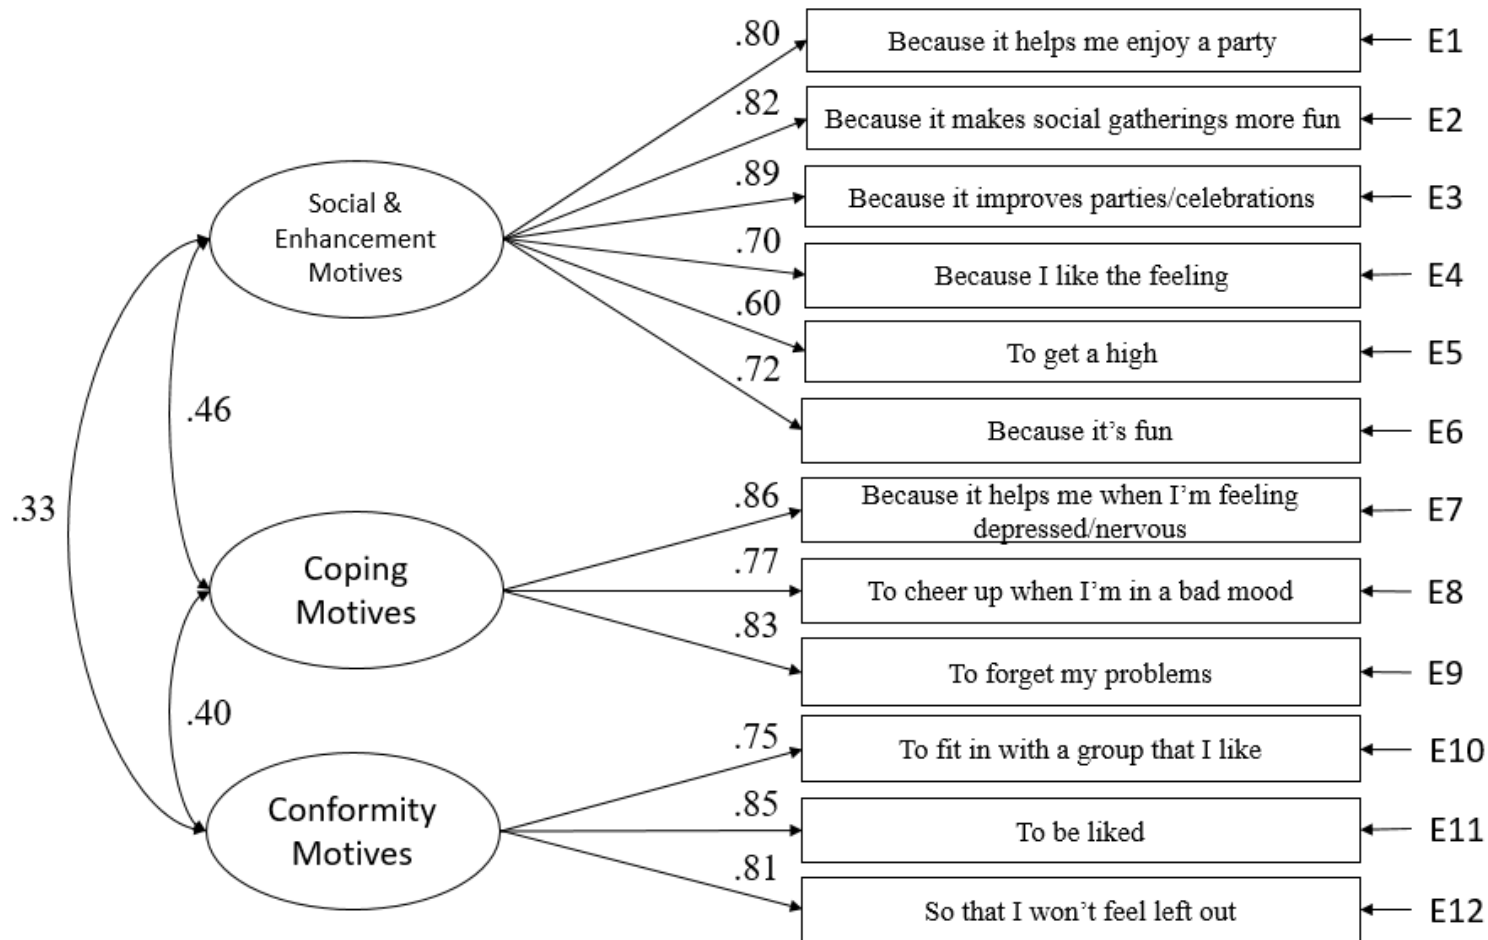 .80
Because it helps me enjoy a party
E1
.82
Because it makes social gatherings more fun
E2
.89
Because it improves parties/celebrations
E3
Social &
Enhancement
Motives
.70
Because I like the feeling
E4
.60
To get a high
E5
.72
Because it's fun
E6
.46
.33
.86
Because it helps me when I'm feeling
depressed/nervous
E7
Coping
Motives
.77
To cheer up when I'm in a bad mood
E8
.83
To forget my problems
E9
.40
.75
To fit in with a group that I like
E10
Conformity
Motives
.85
To be liked
E11
.81
So that I won't feel left out
E12